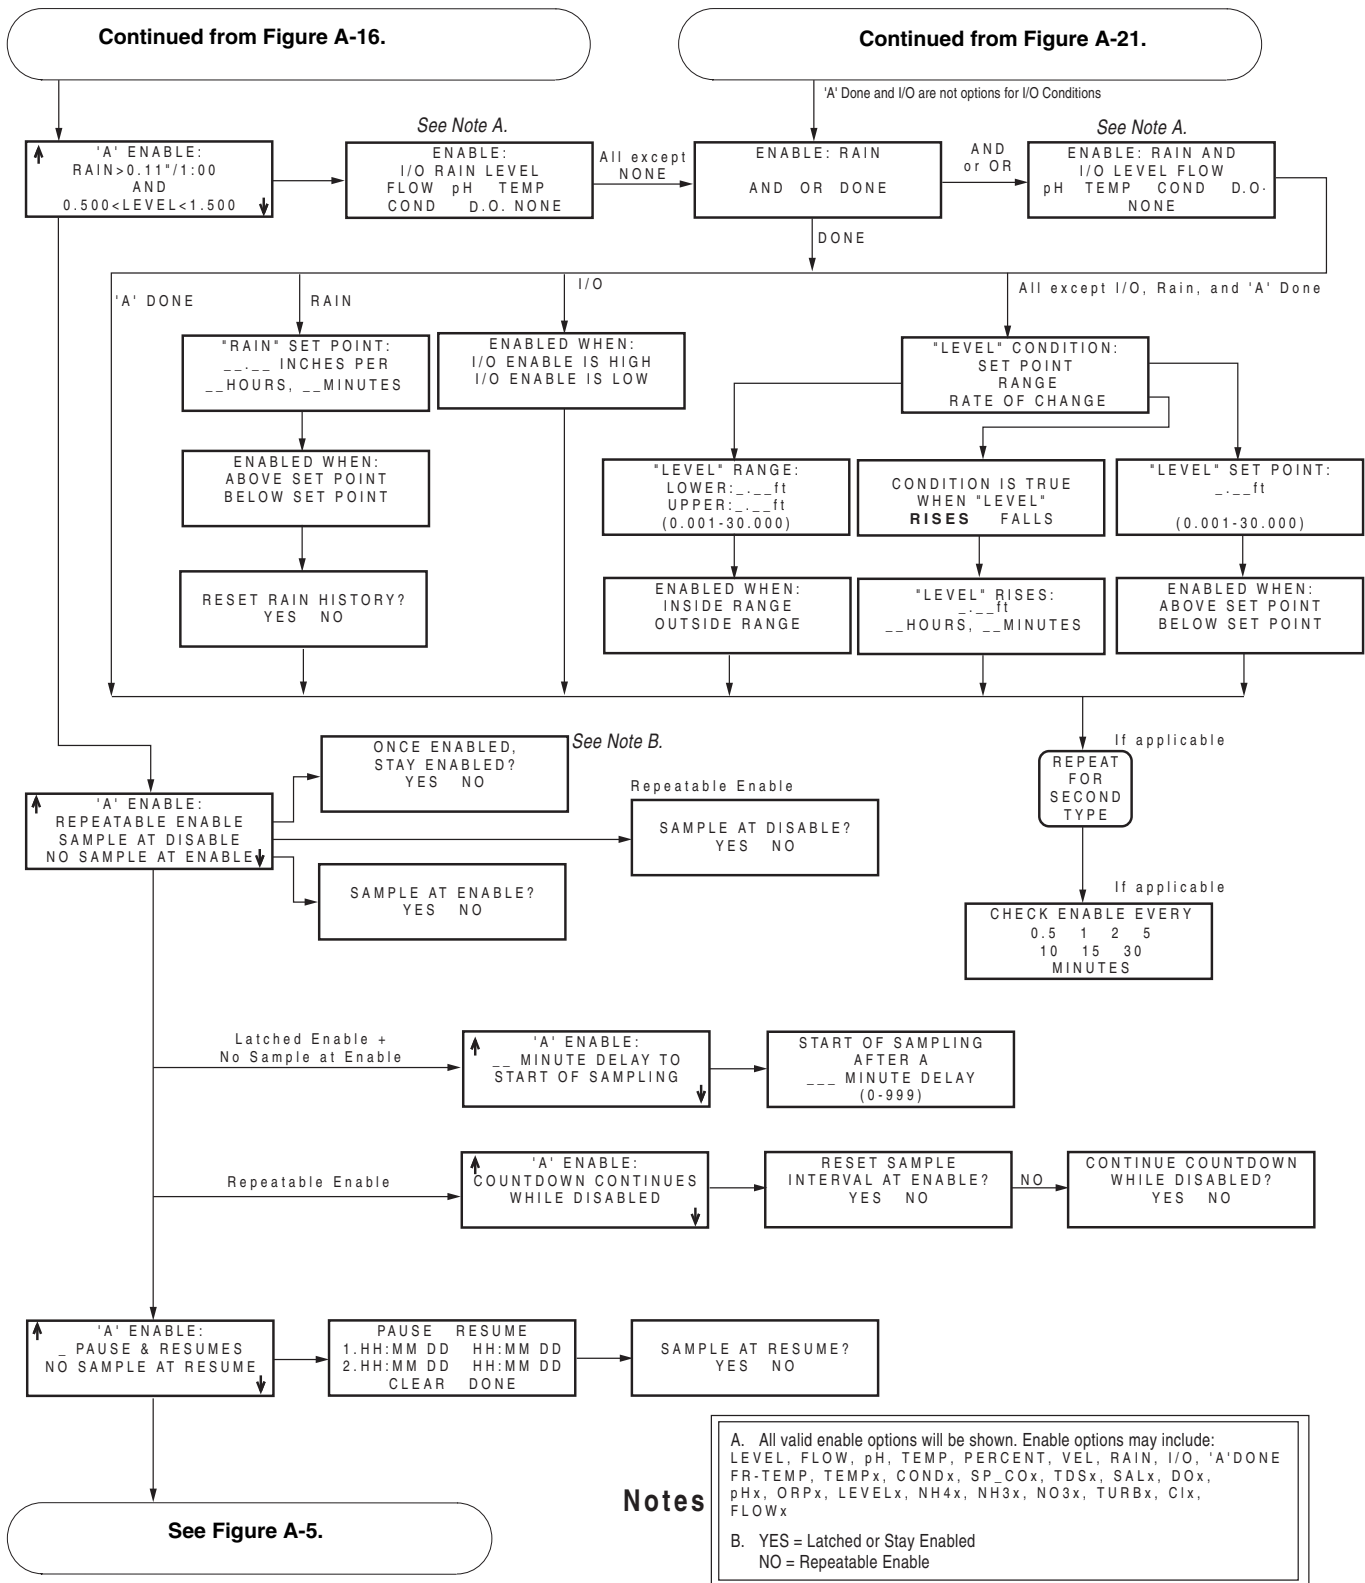 Continued from Figure A-16.
Continued from Figure A-21.
'A' Done and I/O are not options for I/O Conditions
'A' ENABLE:
RAIN>0.11"/1:00
AND
0.500<LEVEL<1.500
See Note A.
ENABLE:
I/O RAIN LEVEL
FLOW pH TEMP
COND D.O. NONE
All except
NONE
ENABLE: RAIN
AND OR DONE
AND
or OR
See Note A.
ENABLE: RAIN AND
I/O LEVEL FLOW
pH TEMP COND D.O.
NONE
DONE
'A' DONE
RAIN
I/O
All except I/O, Rain, and 'A' Done
"RAIN" SET POINT:
__.__ INCHES PER
__HOURS, __MINUTES
ENABLED WHEN:
ABOVE SET POINT
BELOW SET POINT
RESET RAIN HISTORY?
YES NO
ENABLED WHEN:
I/O ENABLE IS HIGH
I/O ENABLE IS LOW
"LEVEL" CONDITION:
SET POINT
RANGE
RATE OF CHANGE
"LEVEL" RANGE:
LOWER:_.__ft
UPPER:_.__ft
(0.001-30.000)
CONDITION IS TRUE
WHEN "LEVEL"
RISES FALLS
"LEVEL" SET POINT:
_.__ft
(0.001-30.000)
ENABLED WHEN:
INSIDE RANGE
OUTSIDE RANGE
"LEVEL" RISES:
_.__ft
__HOURS, __MINUTES
ENABLED WHEN:
ABOVE SET POINT
BELOW SET POINT
If applicable
REPEAT
FOR
SECOND
TYPE
If applicable
CHECK ENABLE EVERY
0.5 1 2 5
10 15 30
MINUTES
'A' ENABLE:
REPEATABLE ENABLE
SAMPLE AT DISABLE
NO SAMPLE AT ENABLE
ONCE ENABLED,
STAY ENABLED?
YES NO
See Note B.
Repeatable Enable
SAMPLE AT DISABLE?
YES NO
SAMPLE AT ENABLE?
YES NO
Latched Enable +
No Sample at Enable
'A' ENABLE:
__ MINUTE DELAY TO
START OF SAMPLING
START OF SAMPLING
AFTER A
___ MINUTE DELAY
(0-999)
Repeatable Enable
'A' ENABLE:
COUNTDOWN CONTINUES
WHILE DISABLED
RESET SAMPLE
INTERVAL AT ENABLE?
YES NO
NO
CONTINUE COUNTDOWN
WHILE DISABLED?
YES NO
'A' ENABLE:
_ PAUSE & RESUMES
NO SAMPLE AT RESUME
PAUSE RESUME
1.HH:MM DD HH:MM DD
2.HH:MM DD HH:MM DD
CLEAR DONE
SAMPLE AT RESUME?
YES NO
See Figure A-5.
Notes
A. All valid enable options will be shown. Enable options may include:
LEVEL, FLOW, pH, TEMP, PERCENT, VEL, RAIN, I/O, 'A'DONE
FR-TEMP, TEMPx, CONDx, SP_COx, TDSx, SALx, DOx,
pHx, ORPx, LEVELx, NH4x, NH3x, NO3x, TURBx, Clx,
FLOWx
B. YES = Latched or Stay Enabled
NO = Repeatable Enable